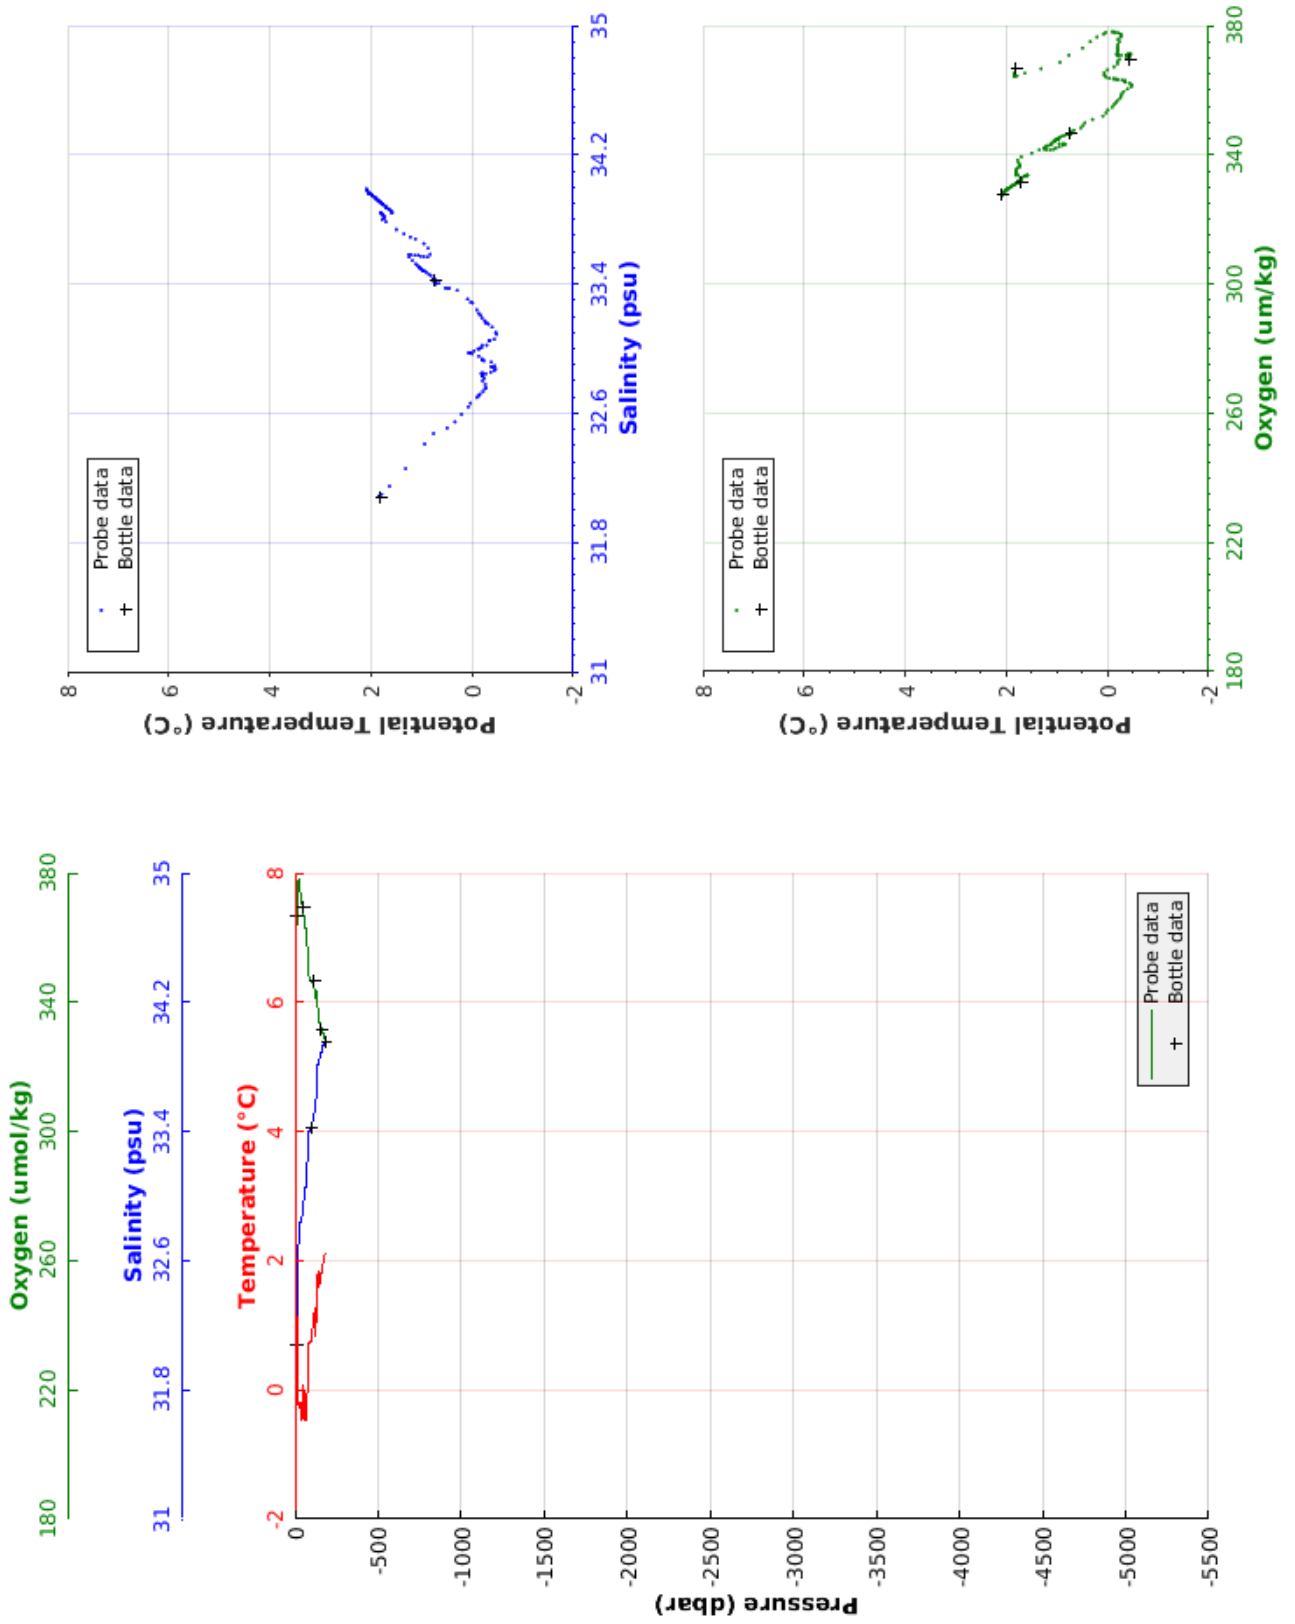 Oxygen (umol/kg)
180 220 260 300 340 380
Salinity (psu)
31 31.8 32.6 33.4 34.2 35
Temperature (°C)
-2 0 2 4 6 8
Pressure (dbar)
0
-500
-1000
-1500
-2000
-2500
-3000
-3500
-4000
-4500
-5000
-5500
Probe data
Bottle data
Potential Temperature (°C)
8
6
4
2
0
-2
Probe data
Bottle data
31 31.8 32.6 33.4 34.2 35
Salinity (psu)
Potential Temperature (°C)
8
6
4
2
0
-2
Probe data
Bottle data
180 220 260 300 340 380
Oxygen (um/kg)